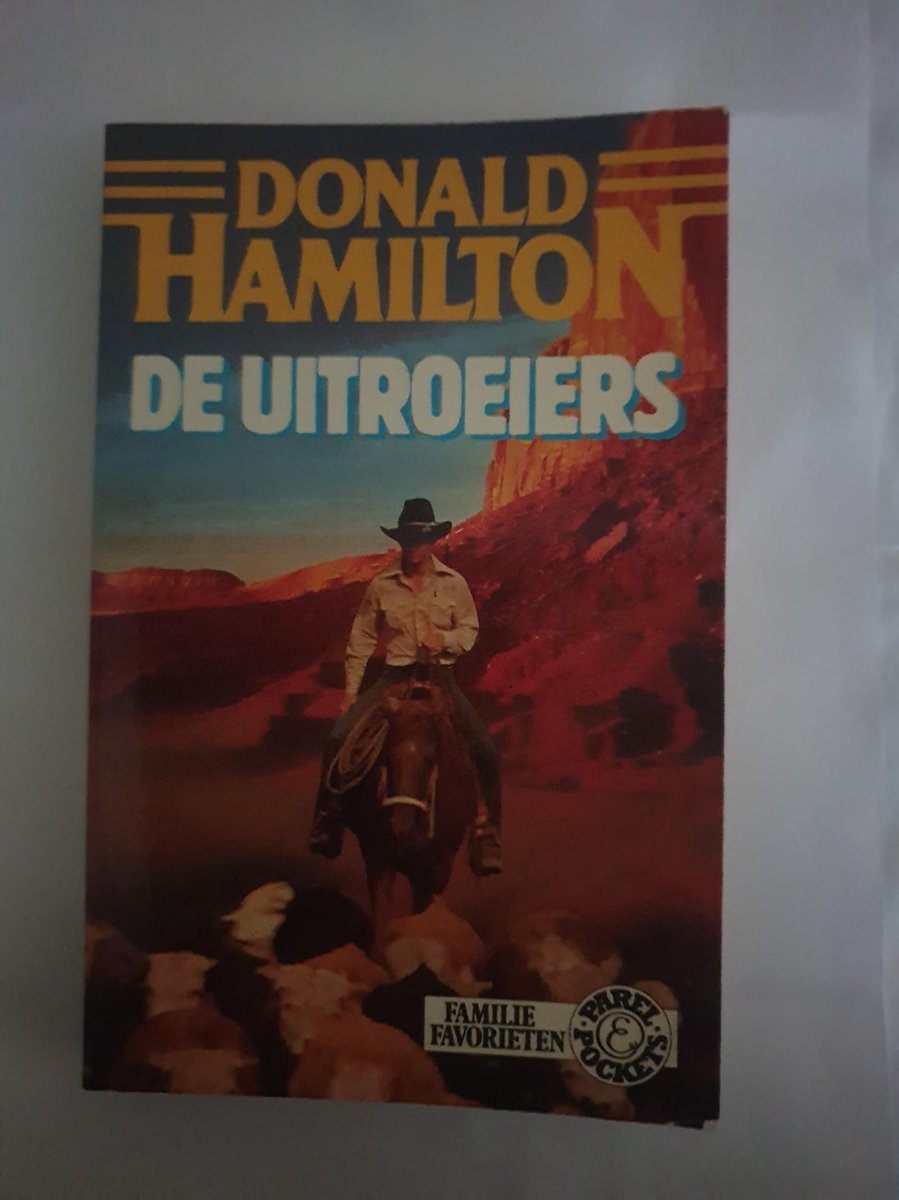 DONALD
HAMILTON
DE UITROEIERS
FAMILIE
FAVORIETEN
PAREL
E
POCKETS